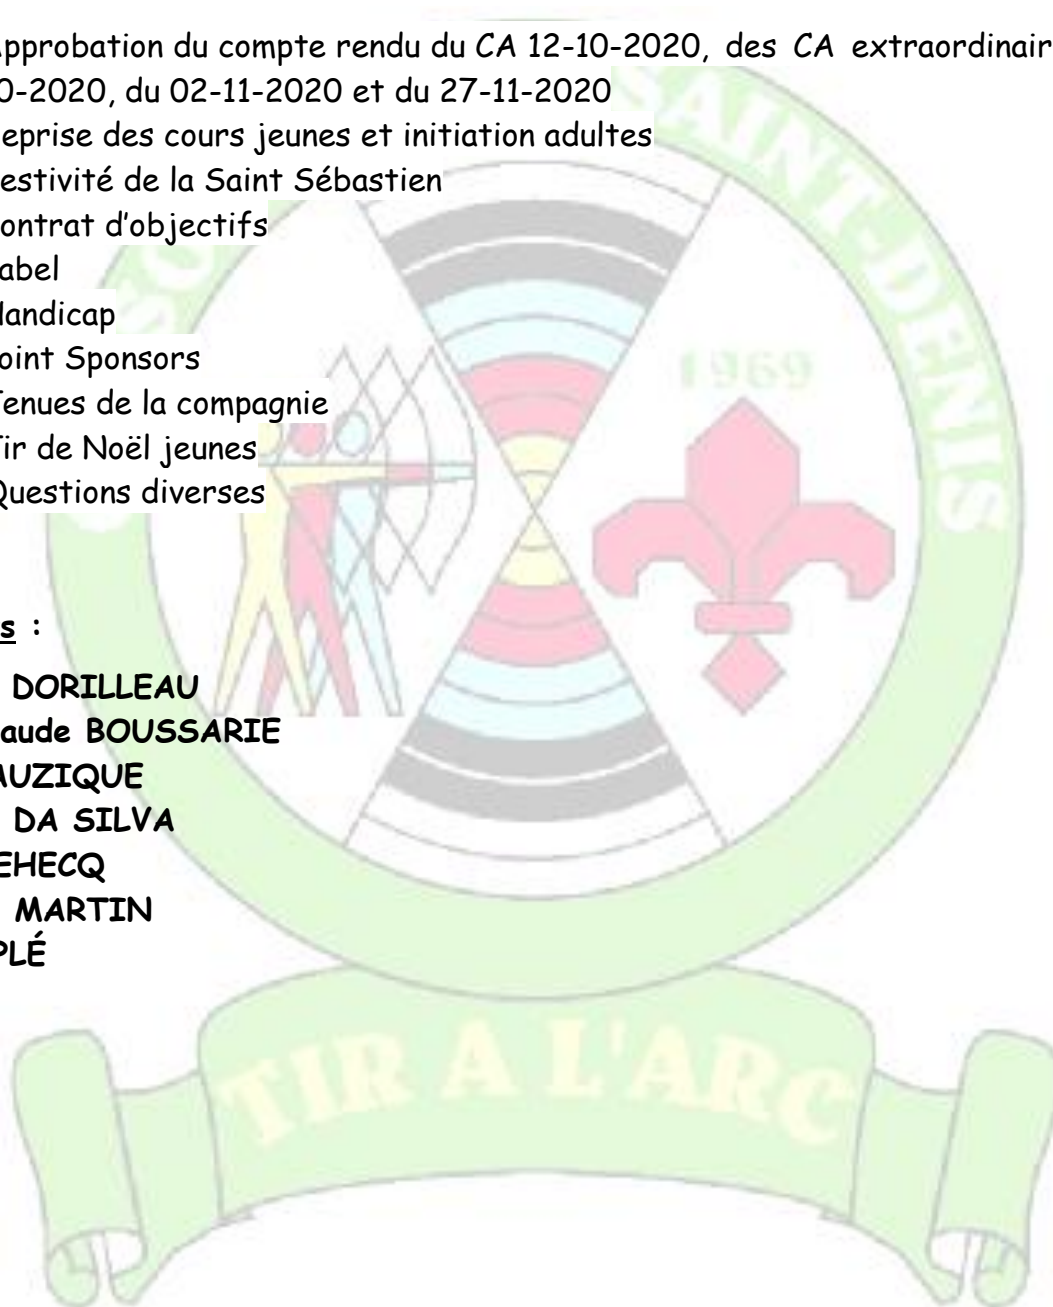 Approbation du compte rendu du CA 12-10-2020, des CA extraordinair
0-2020, du 02-11-2020 et du 27-11-2020
eprise des cours jeunes et initiation adultes
estivité de la Saint Sébastien
ontrat d'objectifs
abel
Handicap
oint Sponsors
Tenues de la compagnie
Tir de Noël jeunes
Questions diverses
s :
DORILLEAU
aude BOUSSARIE
AUZIQUE
DA SILVA
EHECQ
MARTIN
PLÉ
SAINT-DENIS
1969
TIR A L'ARC